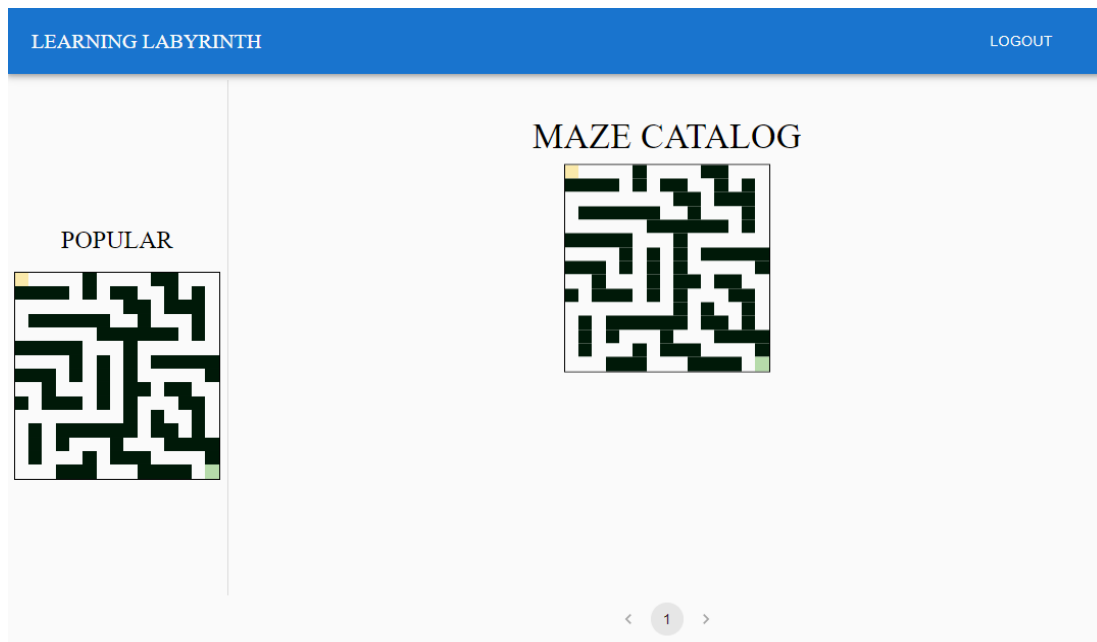 LEARNING LABYRINTH
LOGOUT
POPULAR
MAZE CATALOG
1